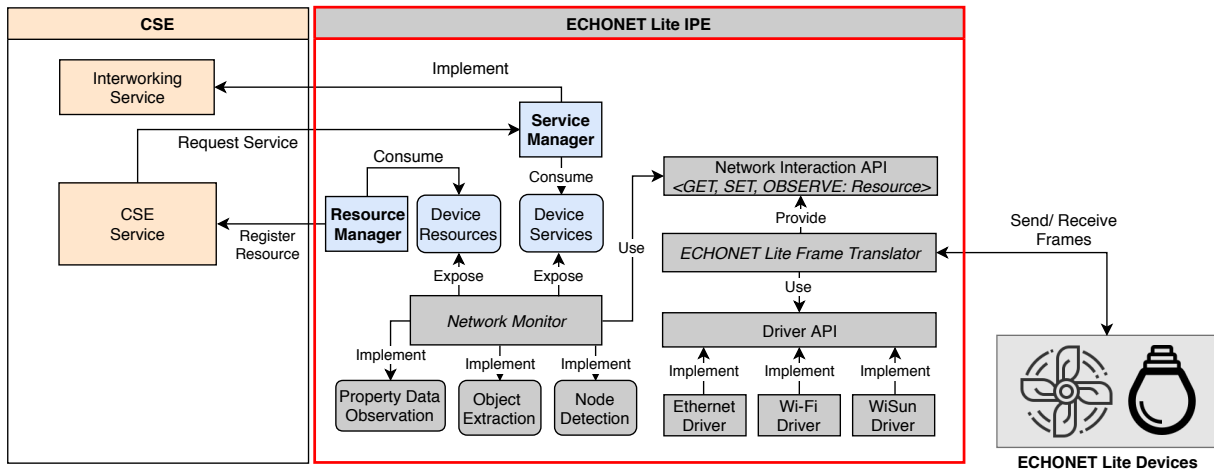 CSE
ECHONET Lite IPE
Interworking
Service
Implement
Service
Manager
Request Service
Consume
Consume
Network Interaction API
<GET, SET, OBSERVE: Resource>
CSE
Service
Register
Resource
Resource
Manager
Device
Resources
Device
Services
Use
Provide
Send/ Receive
Frames
ECHONET Lite Frame Translator
Expose
Expose
Use
Network Monitor
Driver API
Implement
Implement
Implement
Implement
Implement
Implement
Property Data
Observation
Object
Extraction
Node
Detection
Ethernet
Driver
Wi-Fi
Driver
WiSun
Driver
ECHONET Lite Devices